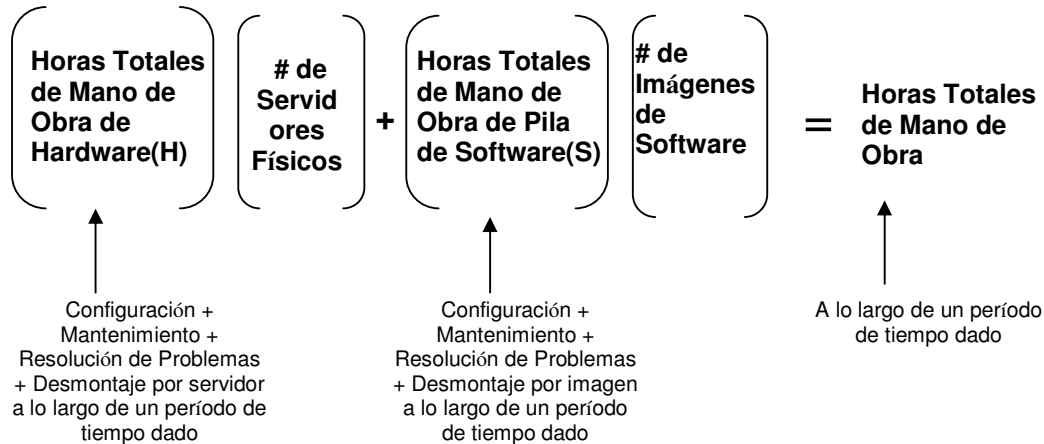 Horas Totales
de Mano de
Obra de
Hardware(H)
# de
Servid
ores
Físicos
+
Horas Totales
de Mano de
Obra de Pila
de Software(S)
# de
Imágenes
de
Software
=
Horas Totales
de Mano de
Obra
Configuración +
Mantenimiento +
Resolución de Problemas
+ Desmontaje por servidor
a lo largo de un período de
tiempo dado
Configuración +
Mantenimiento +
Resolución de Problemas
+ Desmontaje por imagen
a lo largo de un período
de tiempo dado
A lo largo de un período
de tiempo dado